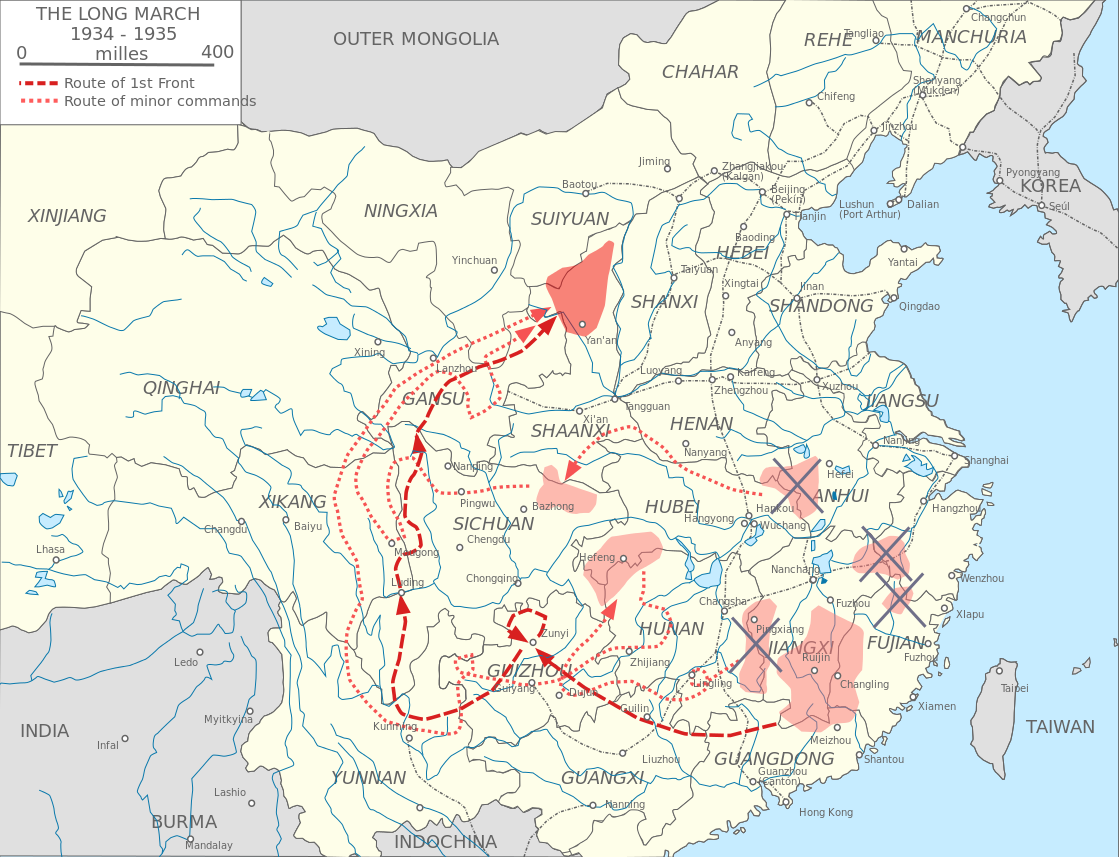 THE LONG MARCH
1934 - 1935
0 milles 400
Route of 1st Front
Route of minor commands
OUTER MONGOLIA
CHAHAR
REHE
Tangliao
MANCHURIA
Changchun
Shenyang
(Mukden)
Chifeng
Jinzhou
Jiming
Zhangjiakou
(Kalgan)
Baotou
Beijing
(Pekin)
Tianjin
Lushun
(Port Arthur)
Dalian
Pyongyang
KOREA
Seúl
XINJIANG
NINGXIA
SUIYUAN
Baoding
HEBEI
Yantai
Yinchuan
Taiyuan
Xingtai
Jinan
SHANXI
SHANDONG
Qingdao
Yan'an
Anyang
Xining
Lanzhou
Luoyang
Kaifeng
Zhengzhou
Xuzhou
QINGHAI
GANSU
Tangguan
Xi'an
JIANGSU
SHAANXI
HENAN
Nanjing
Shanghai
TIBET
Nanping
Nanyang
Hefei
XIKANG
Pingwu
Bazhong
HUBEI
ANHUI
Hankou
Hangzhou
Changdu
Baiyu
SICHUAN
Hangyong
Wuchang
Lhasa
Mougong
Chengdu
Hefeng
Nanchang
Wenzhou
Luding
Chongqing
Changsha
Fuzhou
XIapu
Zunyi
HUNAN
Pingxiang
JIANGXI
FUJIAN
Ledo
Zhijiang
Ruijin
Fuzhou
GUIZHOU
Guiyang
Dujun
Lingling
Changling
Taipei
Myitkyina
Kunming
Guilin
Xiamen
INDIA
Infal
Meizhou
TAIWAN
Liuzhou
GUANGDONG
Shantou
YUNNAN
GUANGXI
Guanzhou
(Canton)
Lashio
Nanning
Hong Kong
BURMA
Mandalay
INDOCHINA